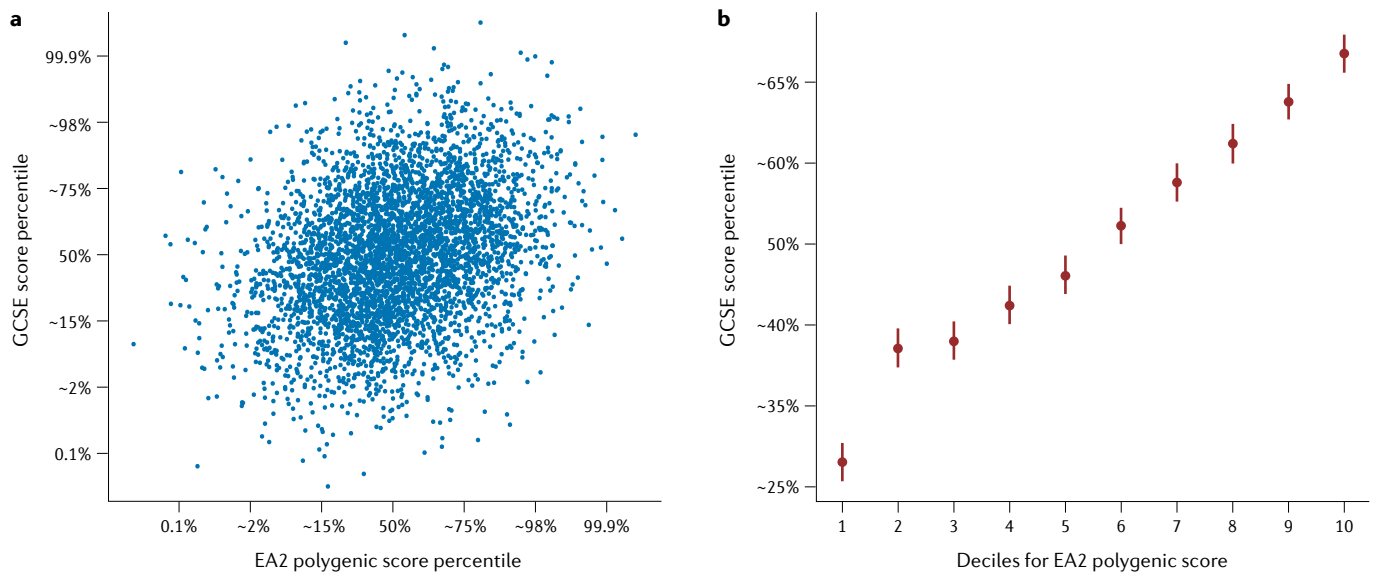 a
GCSE score percentile
99.9%
~98%
~75%
50%
~15%
~2%
0.1%
0.1% ~2% ~15% 50% ~75% ~98% 99.9%
EA2 polygenic score percentile
b
GCSE score percentile
~65%
~60%
50%
~40%
~35%
~25%
1 2 3 4 5 6 7 8 9 10
Deciles for EA2 polygenic score